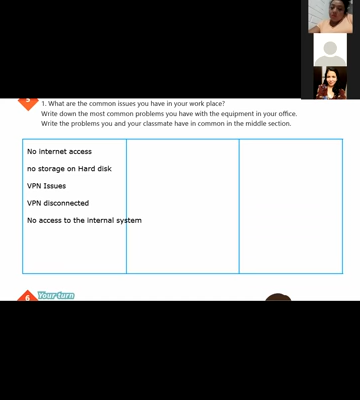 5
1. What are the common issues you have in your work place?
Write down the most common problems you have with the equipment in your office.
Write the problems you and your classmate have in common in the middle section.
No internet access
no storage on Hard disk
VPN Issues
VPN disconnected
No access to the internal system
6
Your turn